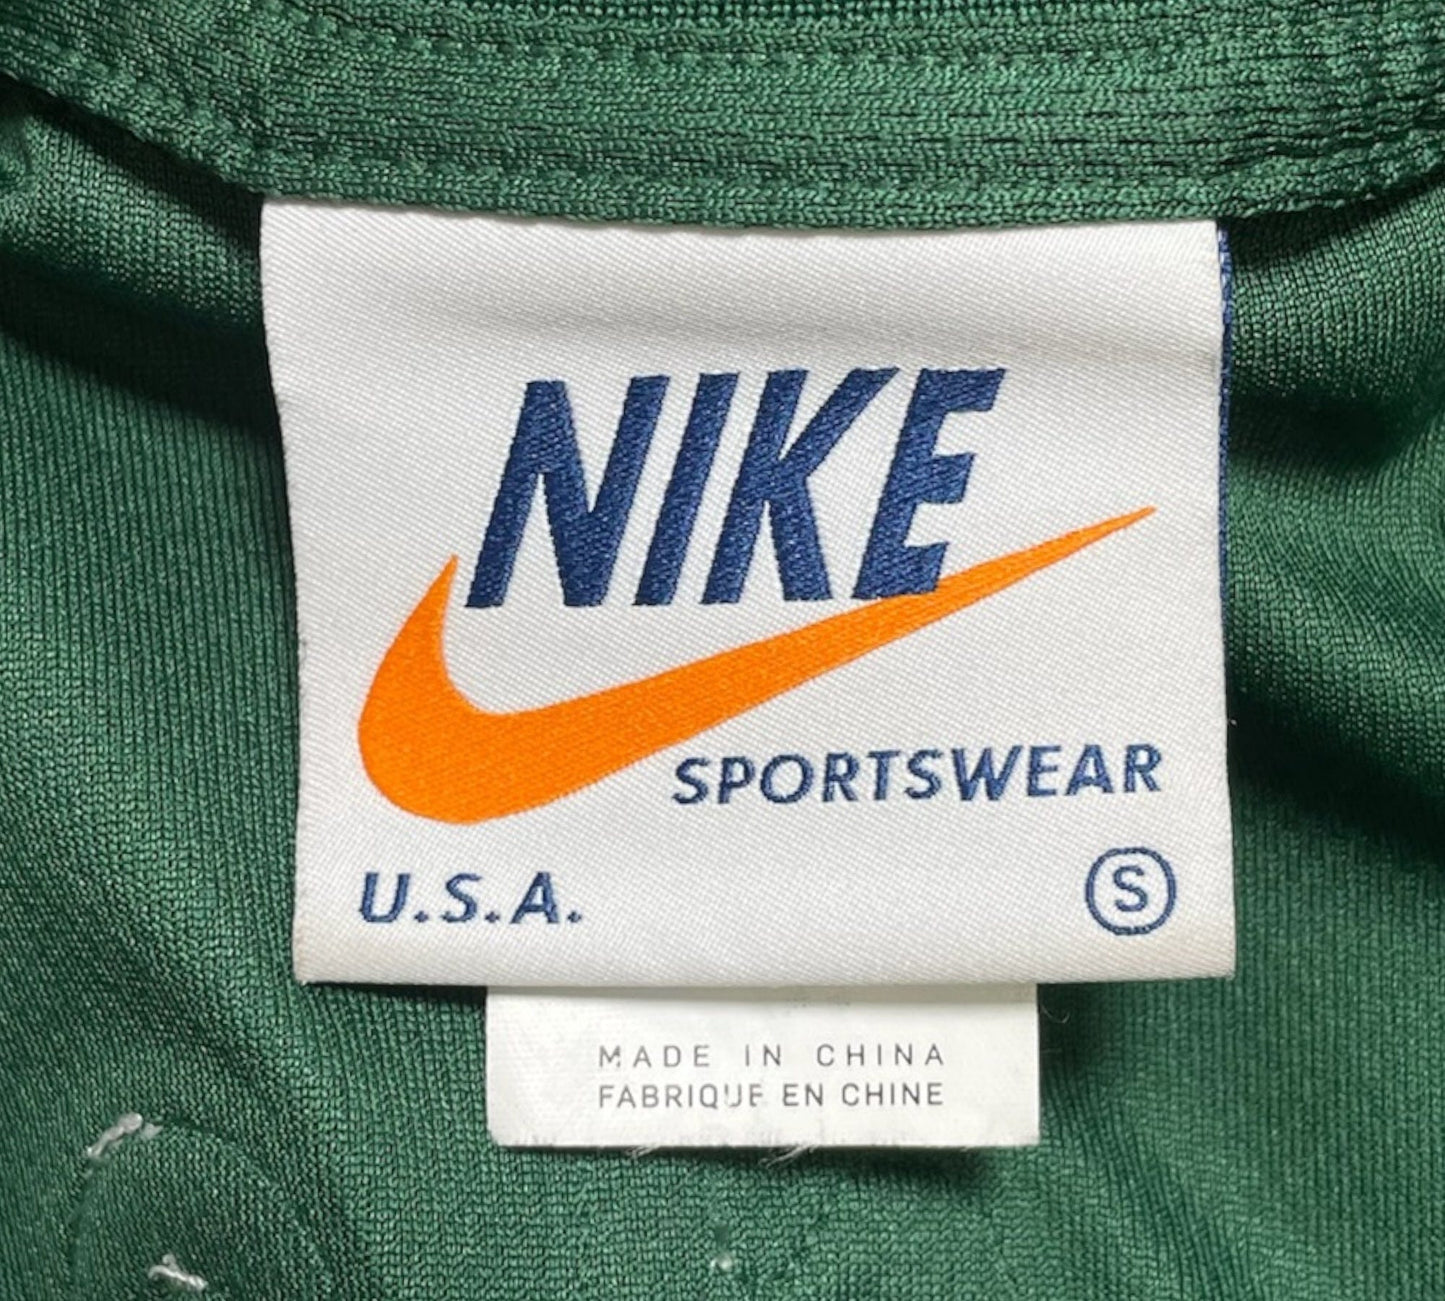 NIKE
SPORTSWEAR
U.S.A. S
MADE IN CHINA
FABRIQUE EN CHINE